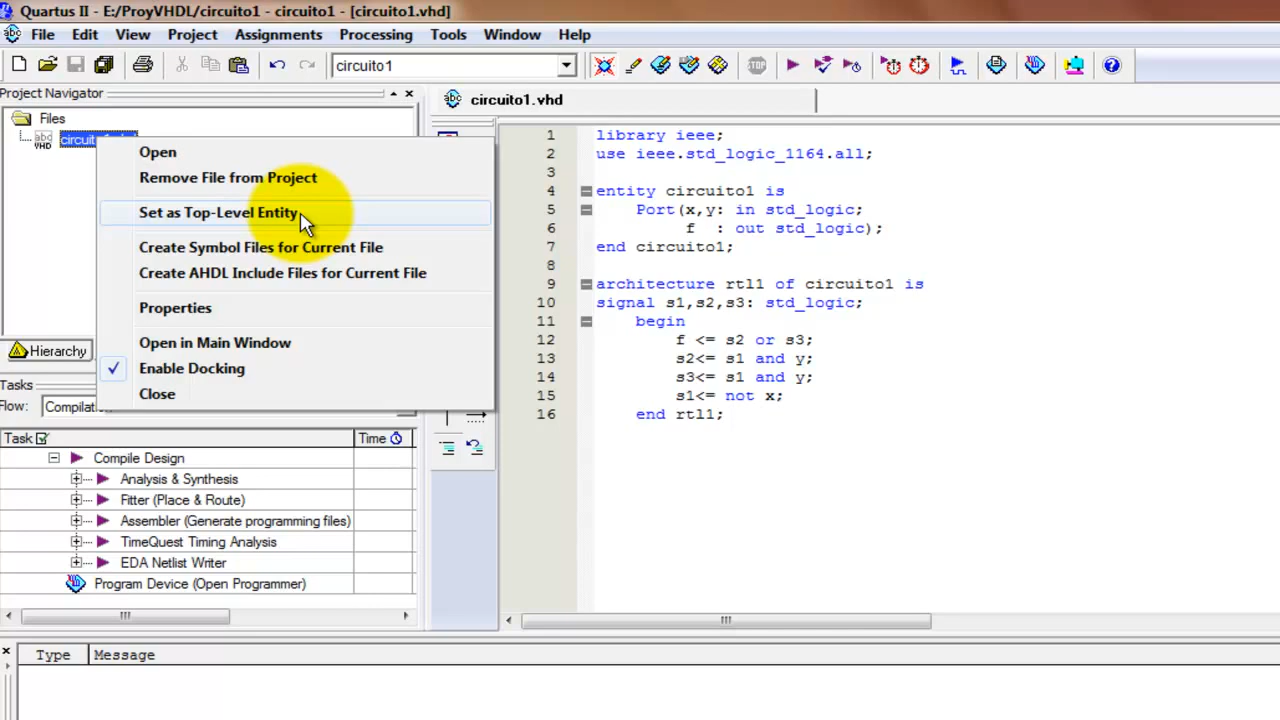 Quartus II - E:/ProyVHDL/circuito1 - circuito1 - [circuito1.vhd]
File Edit View Project Assignments Processing Tools Window Help
circuito1
Project Navigator
circuito1.vhd
Files
abc
VHD
Open
Remove File from Project
Set as Top-Level Entity
Create Symbol Files for Current File
Create AHDL Include Files for Current File
Properties
Open in Main Window
Enable Docking
Close
Hierarchy
Tasks
Flow:
Task Time
Compile Design
Analysis & Synthesis
Fitter (Place & Route)
Assembler (Generate programming files)
TimeQuest Timing Analysis
EDA Netlist Writer
Program Device (Open Programmer)
1 library ieee;
2 use ieee.std_logic_1164.all;
3
4 entity circuito1 is
5 Port(x,y: in std_logic;
6 f : out std_logic);
7 end circuito1;
8
9 architecture rtl1 of circuito1 is
10 signal s1,s2,s3: std_logic;
11 begin
12 f <= s2 or s3;
13 s2<= s1 and y;
14 s3<= s1 and y;
15 s1<= not x;
16 end rtl1;
Type Message